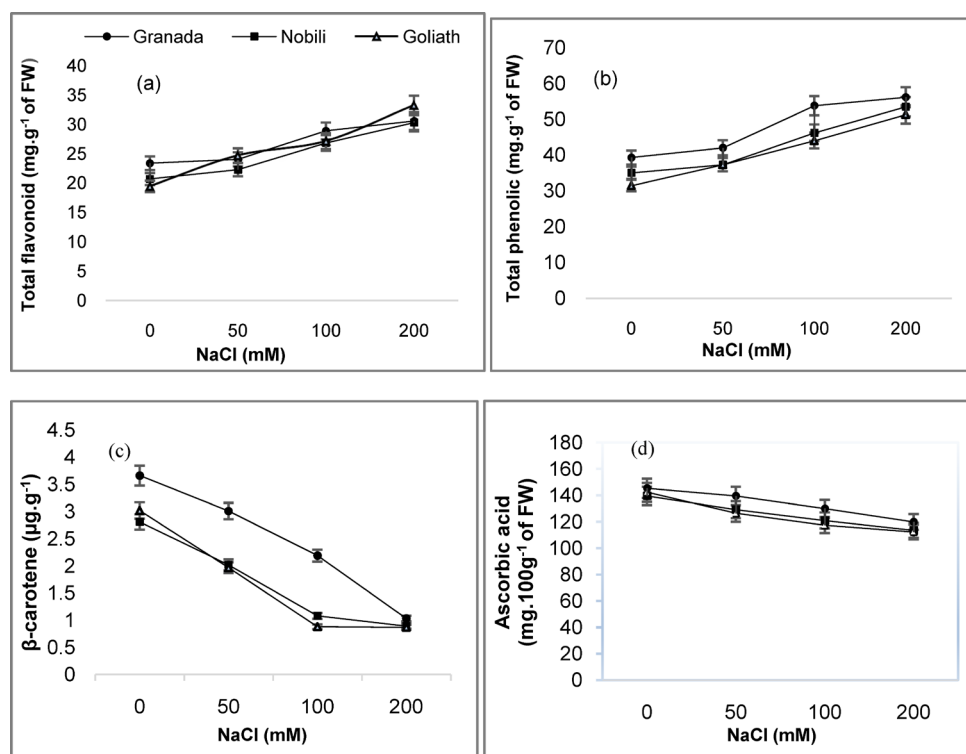 Granada Nobili Goliath
Total flavonoid (mg.g⁻¹ of FW)
40
35
30
25
20
15
10
5
0
(a)
0 50 100 200
NaCl (mM)
Total phenolic (mg.g⁻¹ of FW)
70
60
50
40
30
20
10
0
(b)
0 50 100 200
NaCl (mM)
β-carotene (µg.g⁻¹)
4.5
4
3.5
3
2.5
2
1.5
1
0.5
0
(c)
0 50 100 200
NaCl (mM)
Ascorbic acid
(mg.100g⁻¹ of FW)
180
160
140
120
100
80
60
40
20
0
(d)
0 50 100 200
NaCl (mM)